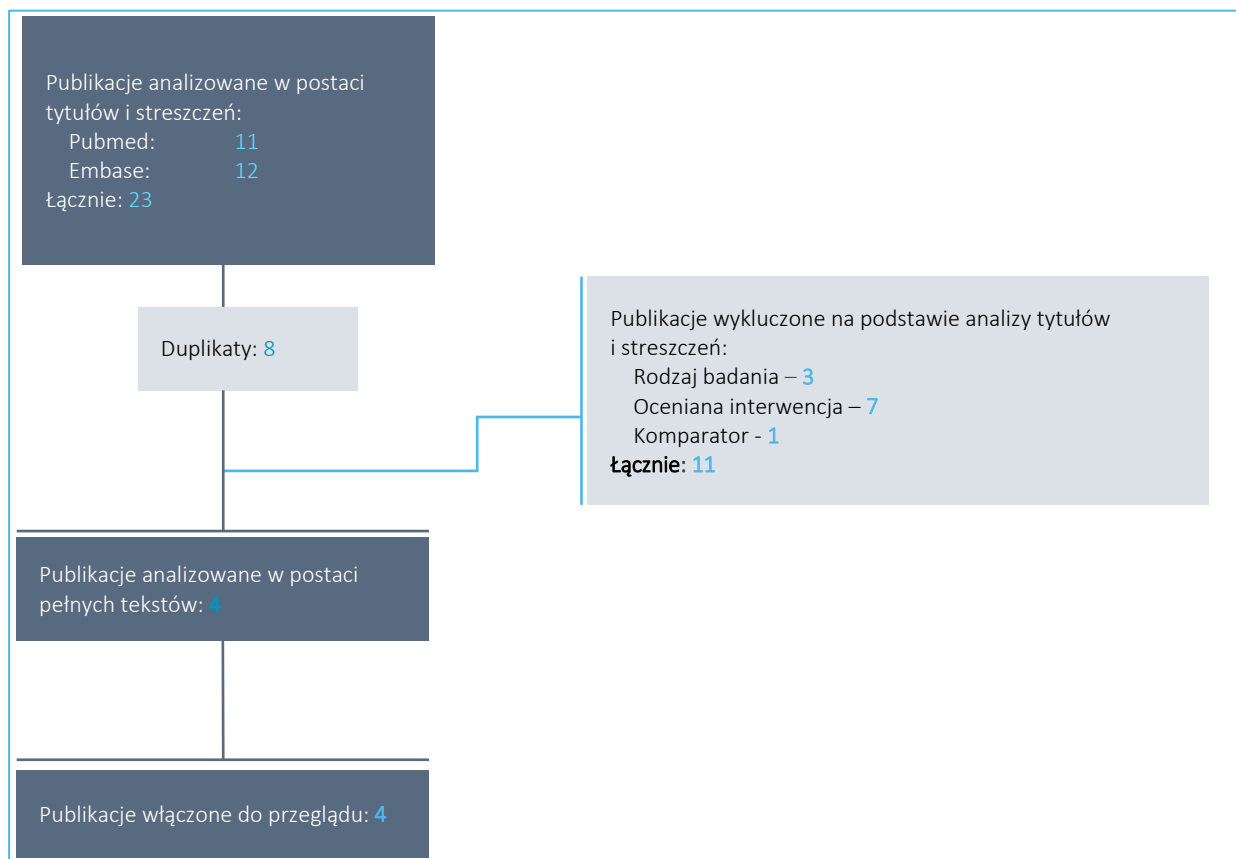 Publikacje analizowane w postaci
tytułów i streszczeń:
Pubmed: 11
Embase: 12
Łącznie: 23
Duplikaty: 8
Publikacje wykluczone na podstawie analizy tytułów
i streszczeń:
Rodzaj badania – 3
Oceniana interwencja – 7
Komparator - 1
Łącznie: 11
Publikacje analizowane w postaci
pełnych tekstów: 4
Publikacje włączone do przeglądu: 4